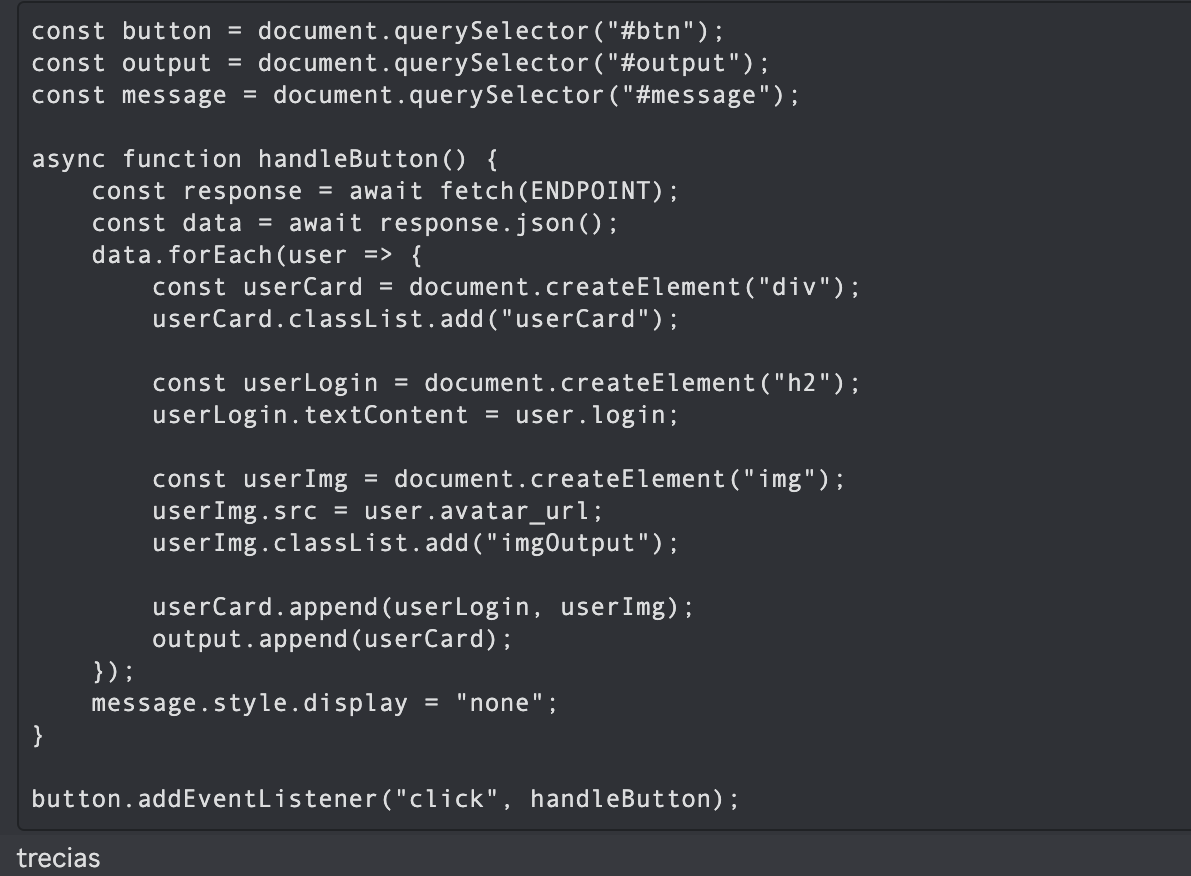 const button = document.querySelector("#btn");
const output = document.querySelector("#output");
const message = document.querySelector("#message");

async function handleButton() {
    const response = await fetch(ENDPOINT);
    const data = await response.json();
    data.forEach(user => {
        const userCard = document.createElement("div");
        userCard.classList.add("userCard");

        const userLogin = document.createElement("h2");
        userLogin.textContent = user.login;

        const userImg = document.createElement("img");
        userImg.src = user.avatar_url;
        userImg.classList.add("imgOutput");

        userCard.append(userLogin, userImg);
        output.append(userCard);
    });
    message.style.display = "none";
}

button.addEventListener("click", handleButton);
trecias